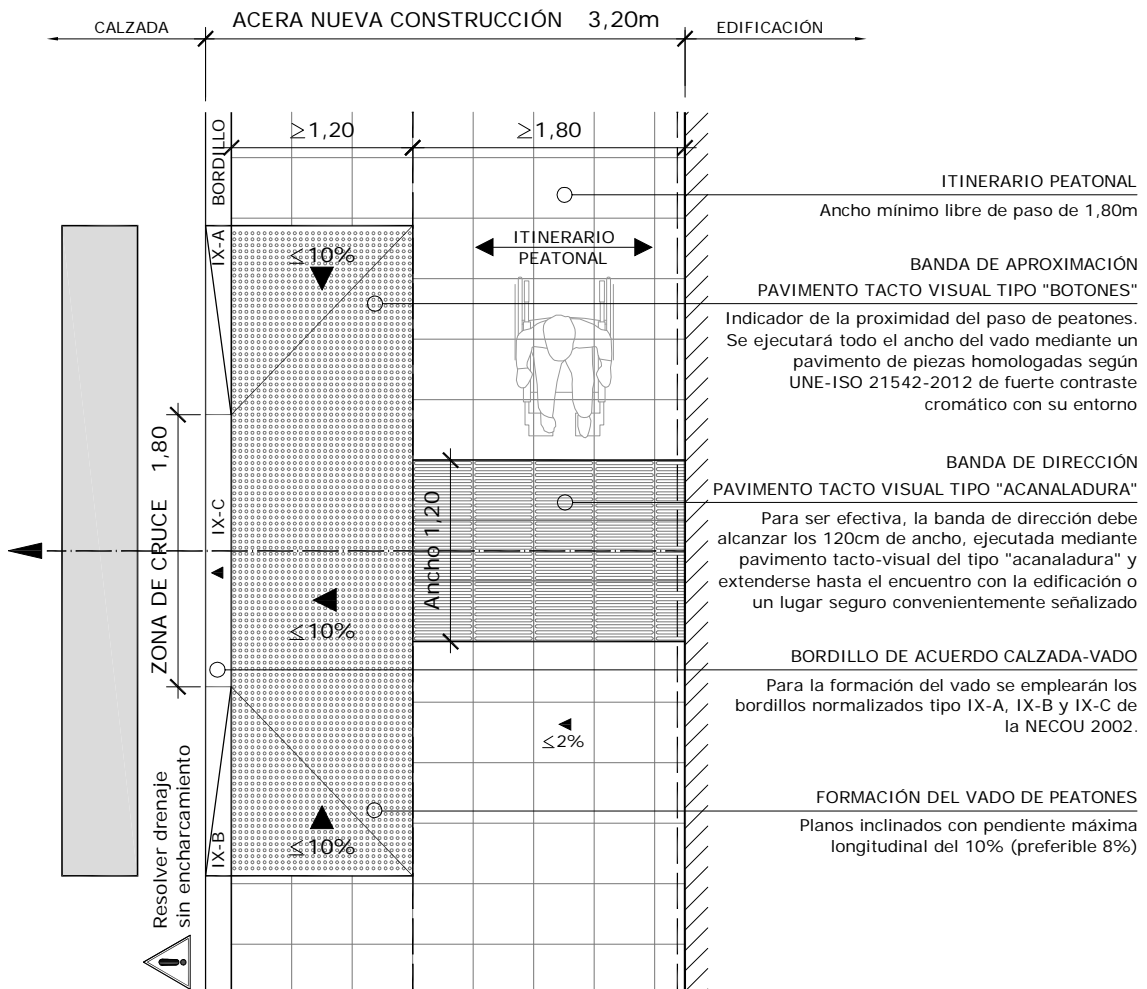 CALZADA
ACERA NUEVA CONSTRUCCIÓN 3,20m
EDIFICACIÓN
BORDILLO
≥1,20
≥1,80
ITINERARIO PEATONAL
Ancho mínimo libre de paso de 1,80m
IX-A
≤10%
ITINERARIO
PEATONAL
BANDA DE APROXIMACIÓN
PAVIMENTO TACTO VISUAL TIPO "BOTONES"
Indicador de la proximidad del paso de peatones.
Se ejecutará todo el ancho del vado mediante un
pavimento de piezas homologadas según
UNE-ISO 21542-2012 de fuerte contraste
cromático con su entorno
ZONA DE CRUCE 1,80
IX-C
≤10%
Ancho 1,20
BANDA DE DIRECCIÓN
PAVIMENTO TACTO VISUAL TIPO "ACANALADURA"
Para ser efectiva, la banda de dirección debe
alcanzar los 120cm de ancho, ejecutada mediante
pavimento tacto-visual del tipo "acanaladura" y
extenderse hasta el encuentro con la edificación o
un lugar seguro convenientemente señalizado
BORDILLO DE ACUERDO CALZADA-VADO
Para la formación del vado se emplearán los
bordillos normalizados tipo IX-A, IX-B y IX-C de
la NECOU 2002.
≤2%
Resolver drenaje
sin encharcamiento
IX-B
≤10%
FORMACIÓN DEL VADO DE PEATONES
Planos inclinados con pendiente máxima
longitudinal del 10% (preferible 8%)
!